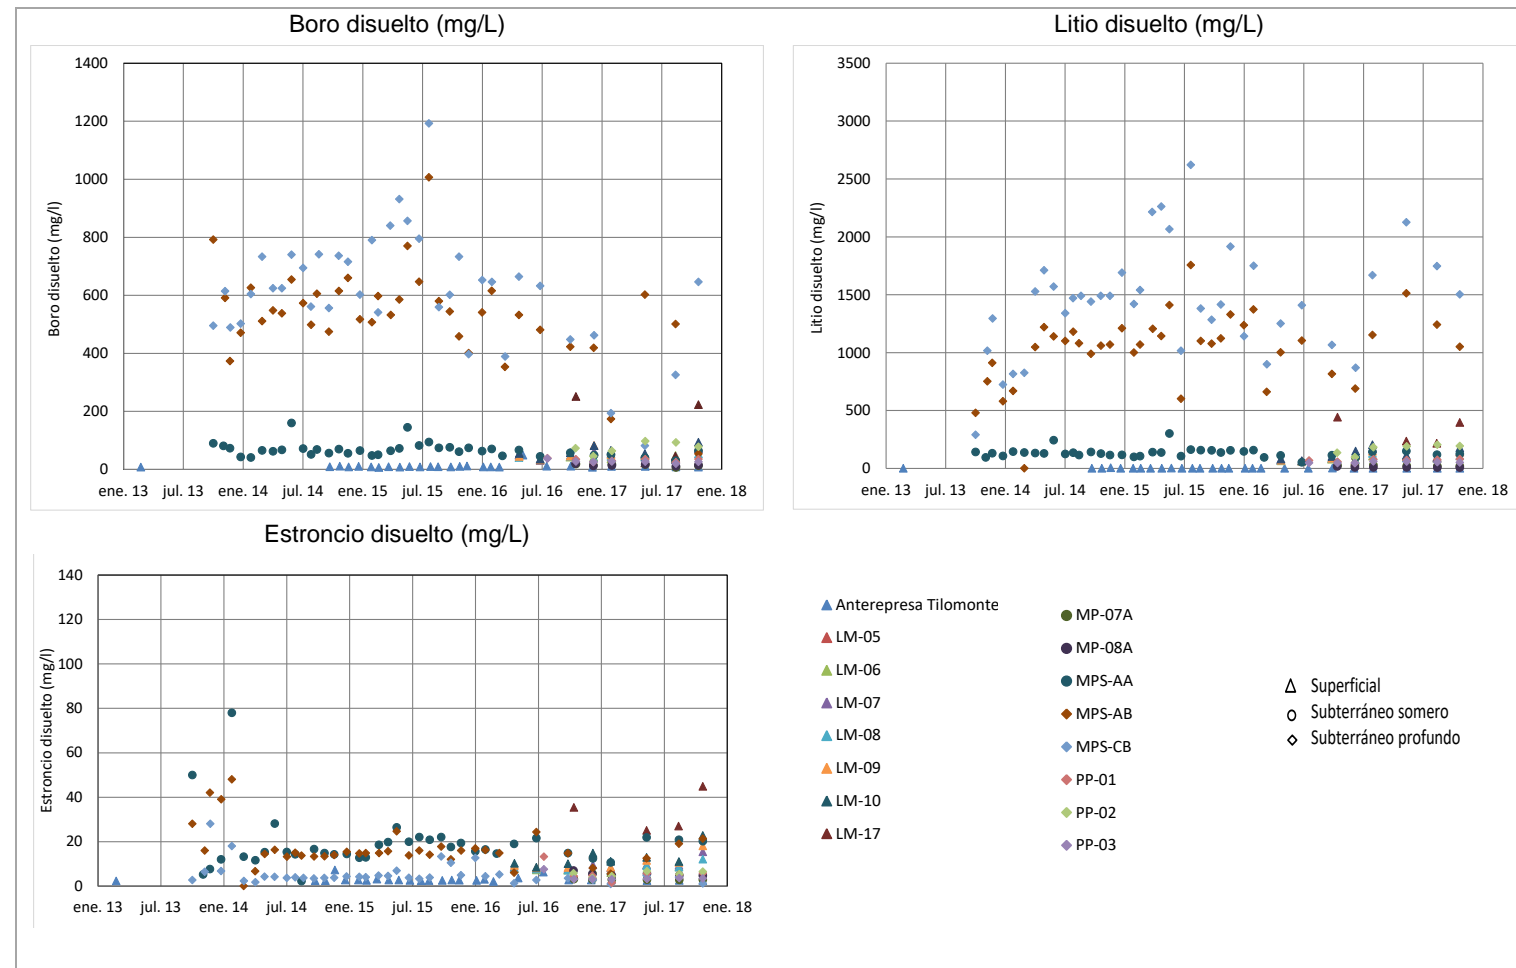 Boro disuelto (mg/L)
Boro disuelto (mg/l)
1400
1200
1000
800
600
400
200
0
ene. 13 jul. 13 ene. 14 jul. 14 ene. 15 jul. 15 ene. 16 jul. 16 ene. 17 jul. 17 ene. 18
Litio disuelto (mg/L)
Litio disuelto (mg/l)
3500
3000
2500
2000
1500
1000
500
0
ene. 13 jul. 13 ene. 14 jul. 14 ene. 15 jul. 15 ene. 16 jul. 16 ene. 17 jul. 17 ene. 18
Estroncio disuelto (mg/L)
Estroncio disuelto (mg/l)
140
120
100
80
60
40
20
0
ene. 13 jul. 13 ene. 14 jul. 14 ene. 15 jul. 15 ene. 16 jul. 16 ene. 17 jul. 17 ene. 18
Anterepresa Tilomonte
LM-05
LM-06
LM-07
LM-08
LM-09
LM-10
LM-17
MP-07A
MP-08A
MPS-AA
MPS-AB
MPS-CB
PP-01
PP-02
PP-03
Superficial
Subterráneo somero
Subterráneo profundo